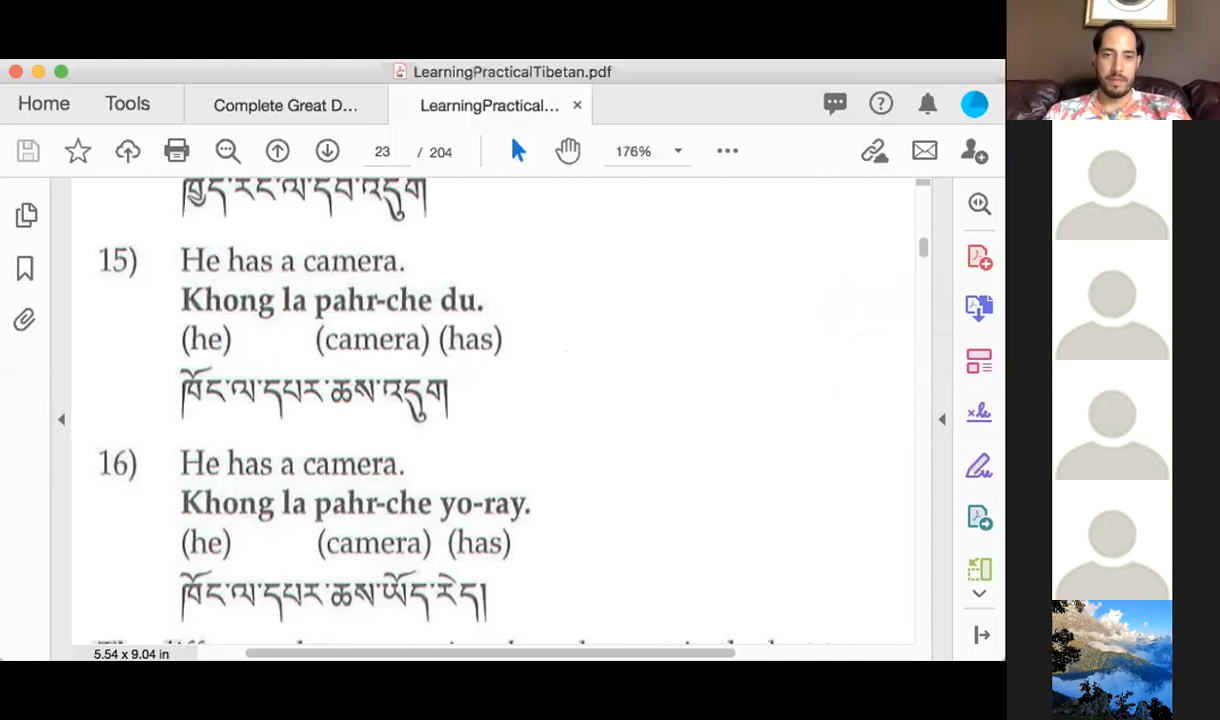 LearningPracticalTibetan.pdf
Home Tools Complete Great D... LearningPractical... ×
23 / 204 176%
ཁྱེད་རང་ལ་དེབ་འདུག
15) He has a camera.
Khong la pahr-che du.
(he) (camera) (has)
ཁོང་ལ་དཔར་ཆས་འདུག
16) He has a camera.
Khong la pahr-che yo-ray.
(he) (camera) (has)
ཁོང་ལ་དཔར་ཆས་ཡོད་རེད།
5.54 x 9.04 in